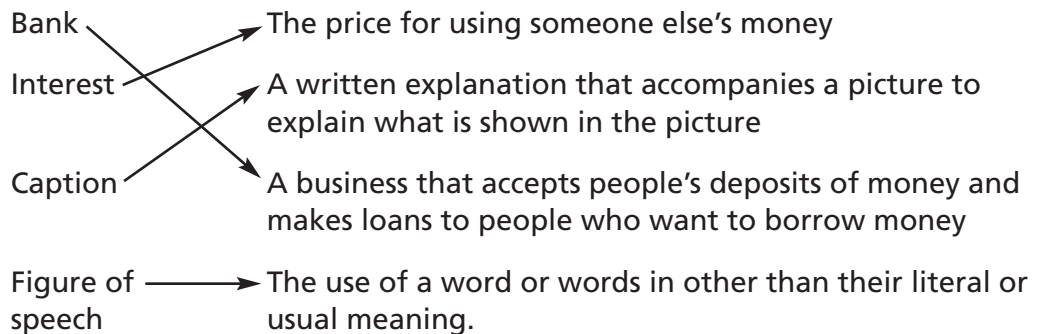 Bank
The price for using someone else’s money
Interest
A written explanation that accompanies a picture to
explain what is shown in the picture
Caption
A business that accepts people’s deposits of money and
makes loans to people who want to borrow money
Figure of
speech
The use of a word or words in other than their literal or
usual meaning.